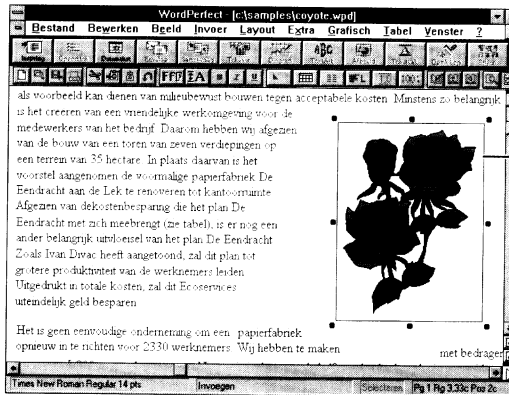 WordPerfect - [c:\samples\coyote.wpd]
Bestand Bewerken Beeld Invoer Layout Extra Grafisch Tabel Venster ?
als voorbeeld kan dienen van milieubewust bouwen tegen acceptabele kosten. Minstens zo belangrijk
is het creëren van een vriendelijke werkomgeving voor de
medewerkers van het bedrijf. Daarom hebben wij afgezien
van de bouw van een toren van zeven verdiepingen op
een terrein van 35 hectare. In plaats daarvan is het
voorstel aangenomen de voormalige papierfabriek De
Eendracht aan de Lek te renoveren tot kantoorruimte.
Afgezien van dekostenbesparing die het plan De
Eendracht met zich meebrengt (zie tabel), is er nog een
ander belangrijk uitvloeisel van het plan De Eendracht.
Zoals Ivan Divac heeft aangetoond, zal dit plan tot
grotere produktiviteit van de werknemers leiden.
Uitgedrukt in totale kosten, zal dit Ecoservices
uiteindelijk geld besparen
Het is geen eenvoudige onderneming om een papierfabriek
opnieuw in te richten voor 2330 werknemers. Wij hebben te maken
met bedragen
Times New Roman Regular 14 pts Invoegen Selecteren Pg 1 Rg 3,33c Pos 2c